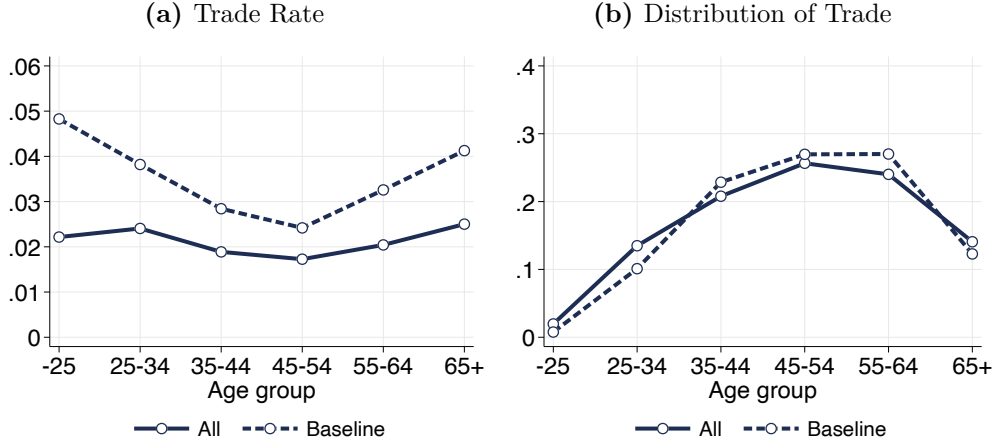 (a) Trade Rate
.06
.05
.04
.03
.02
.01
0
-25 25-34 35-44 45-54 55-64 65+
Age group
All Baseline
(b) Distribution of Trade
.4
.3
.2
.1
0
-25 25-34 35-44 45-54 55-64 65+
Age group
All Baseline